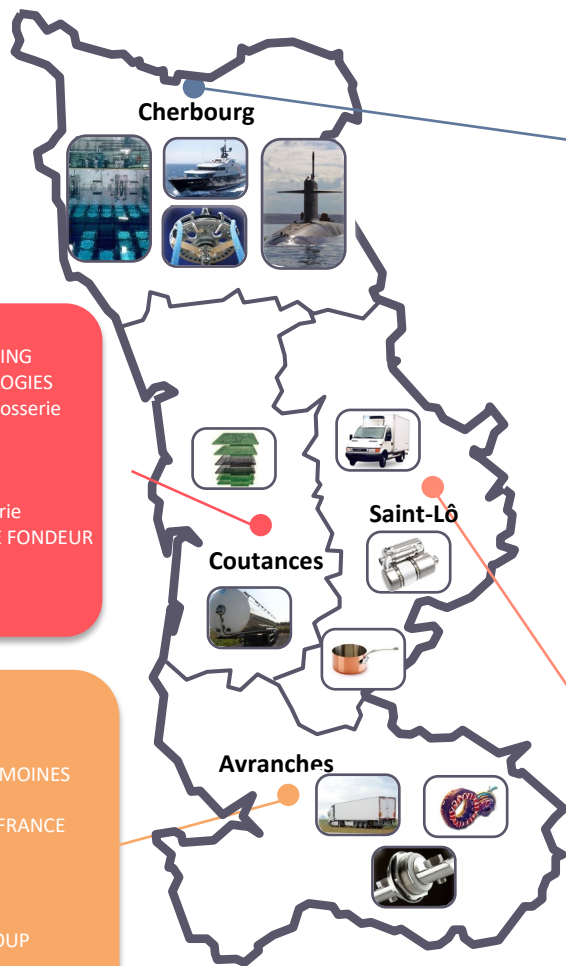 Cherbourg
ING
OGIES
osserie
rie
E FONDEUR
Saint-Lô
Coutances
MOINES
FRANCE
OUP
Avranches